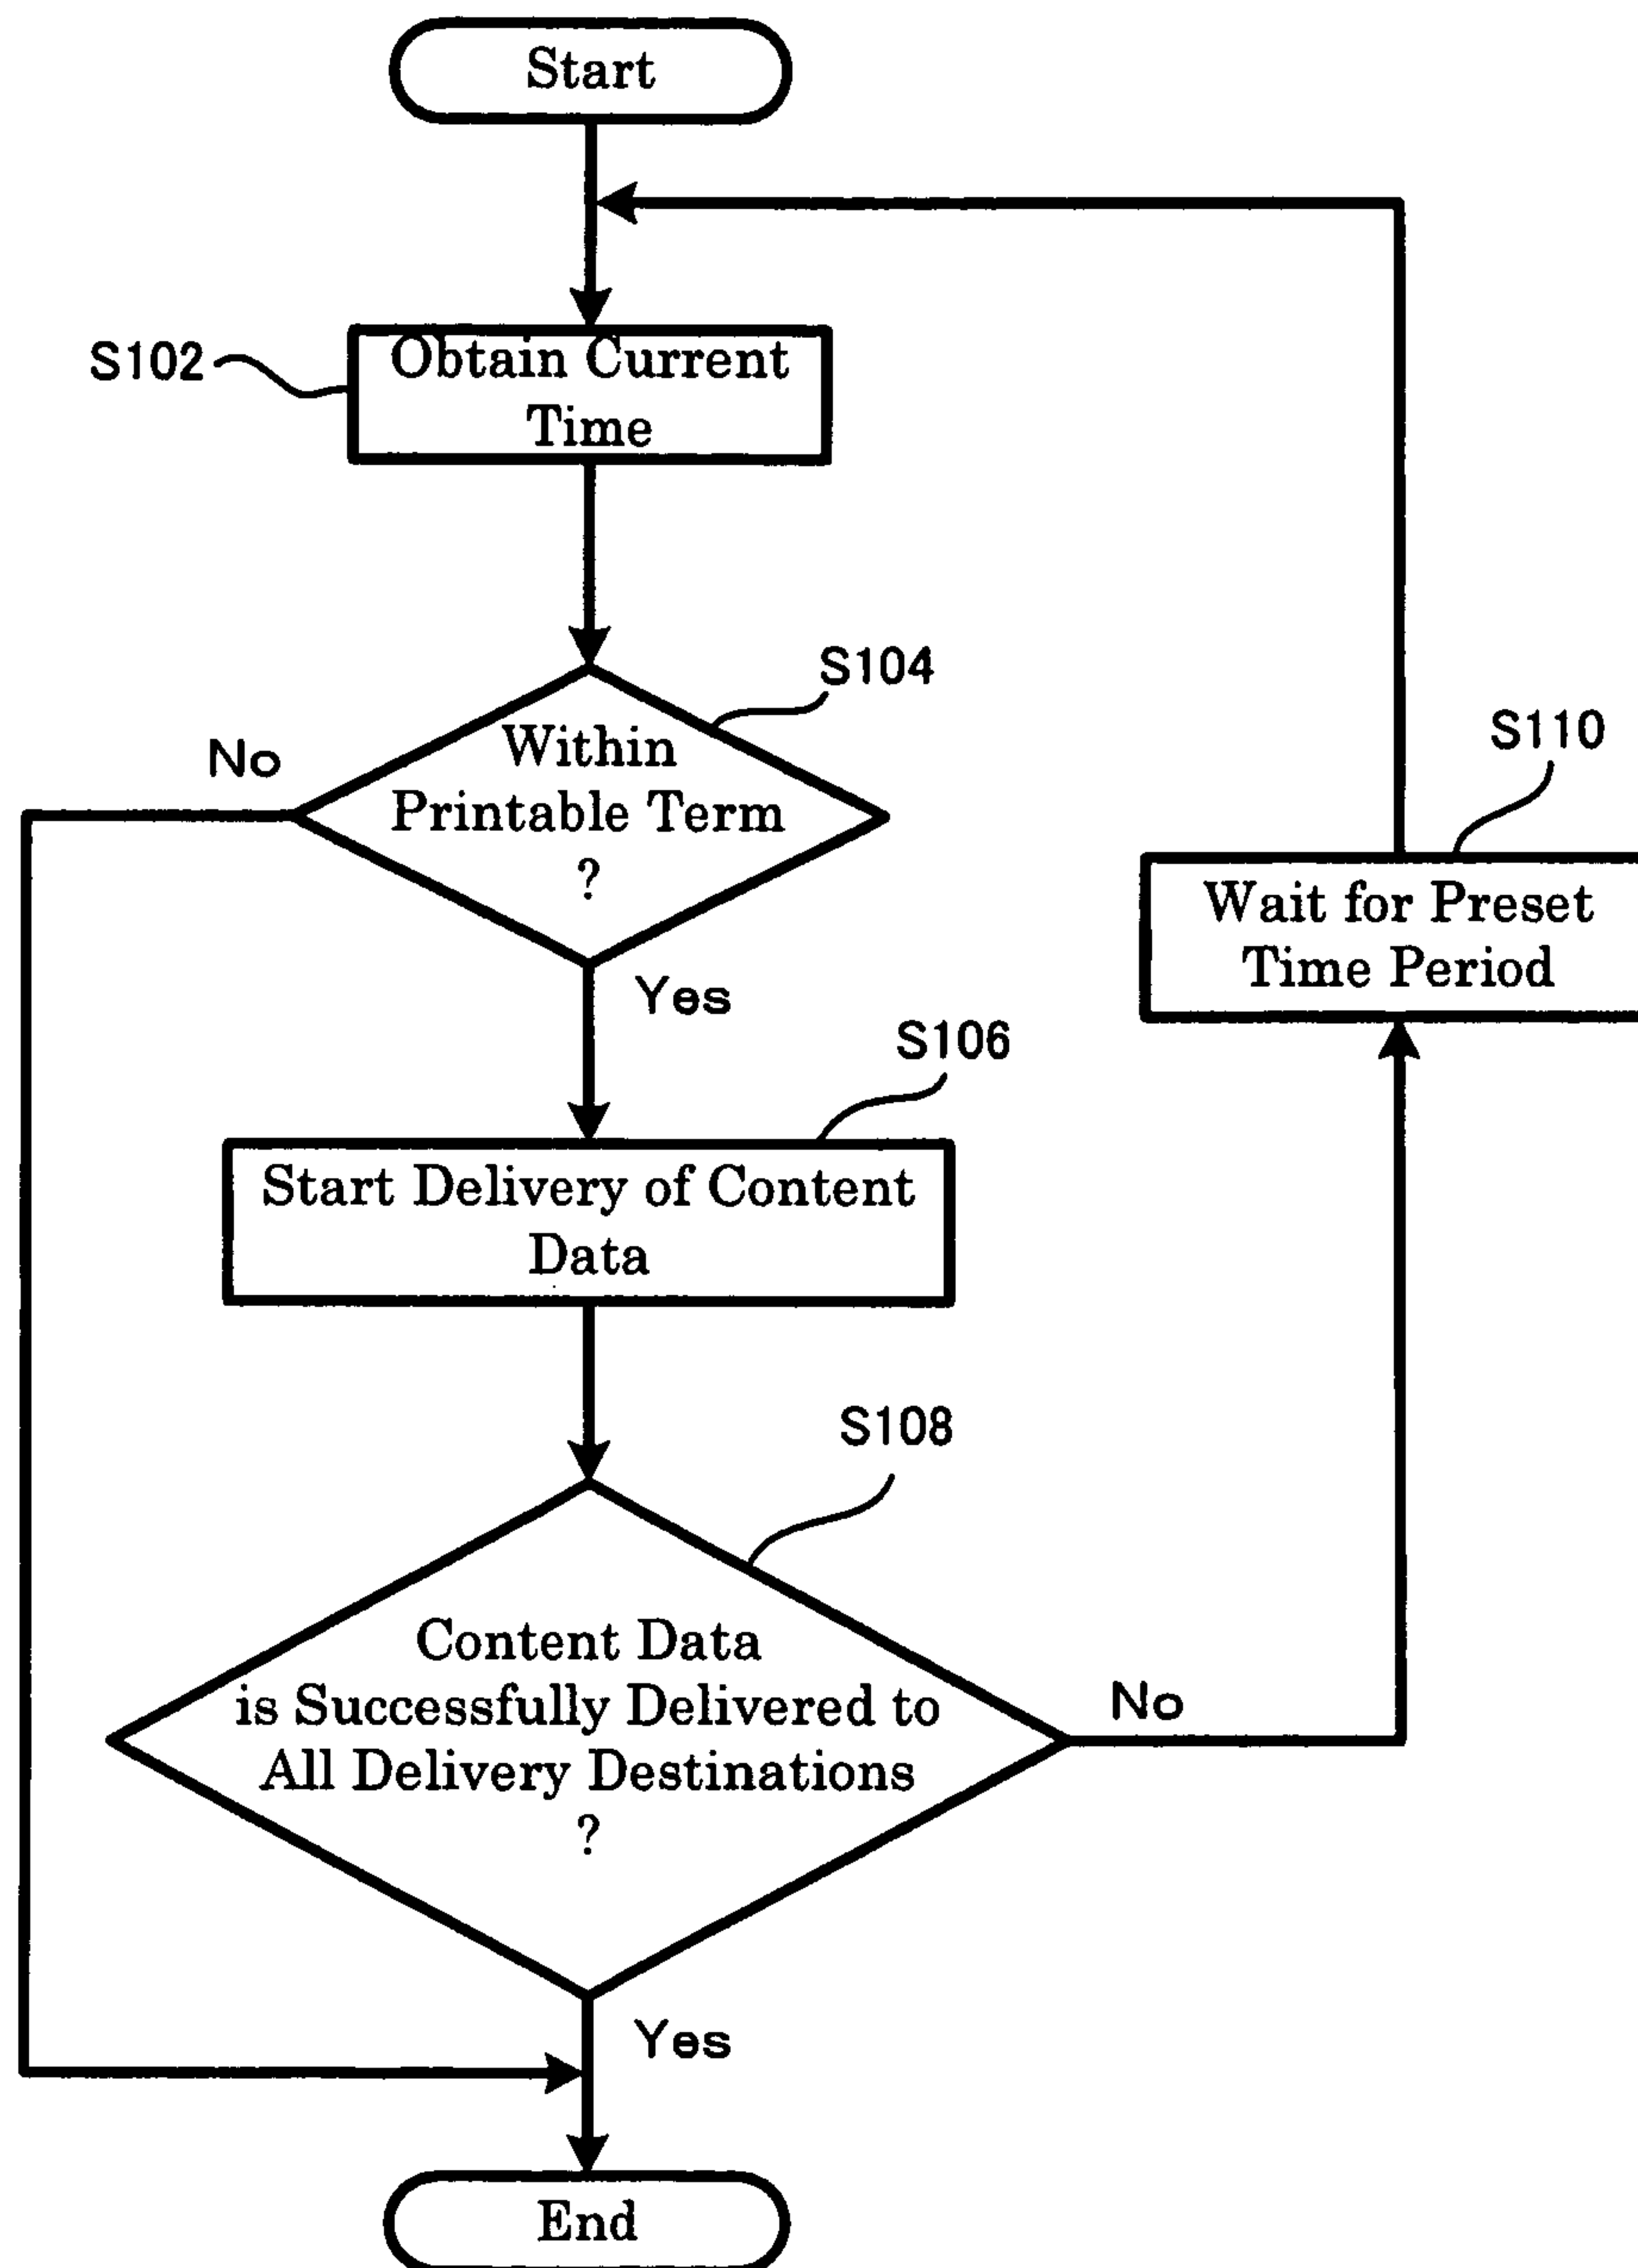 Start
S102
Obtain Current
Time
S104
No
Within
Printable Term
?
Yes
S110
Wait for Preset
Time Period
S106
Start Delivery of Content
Data
S108
Content Data
is Successfully Delivered to
All Delivery Destinations
?
No
Yes
End